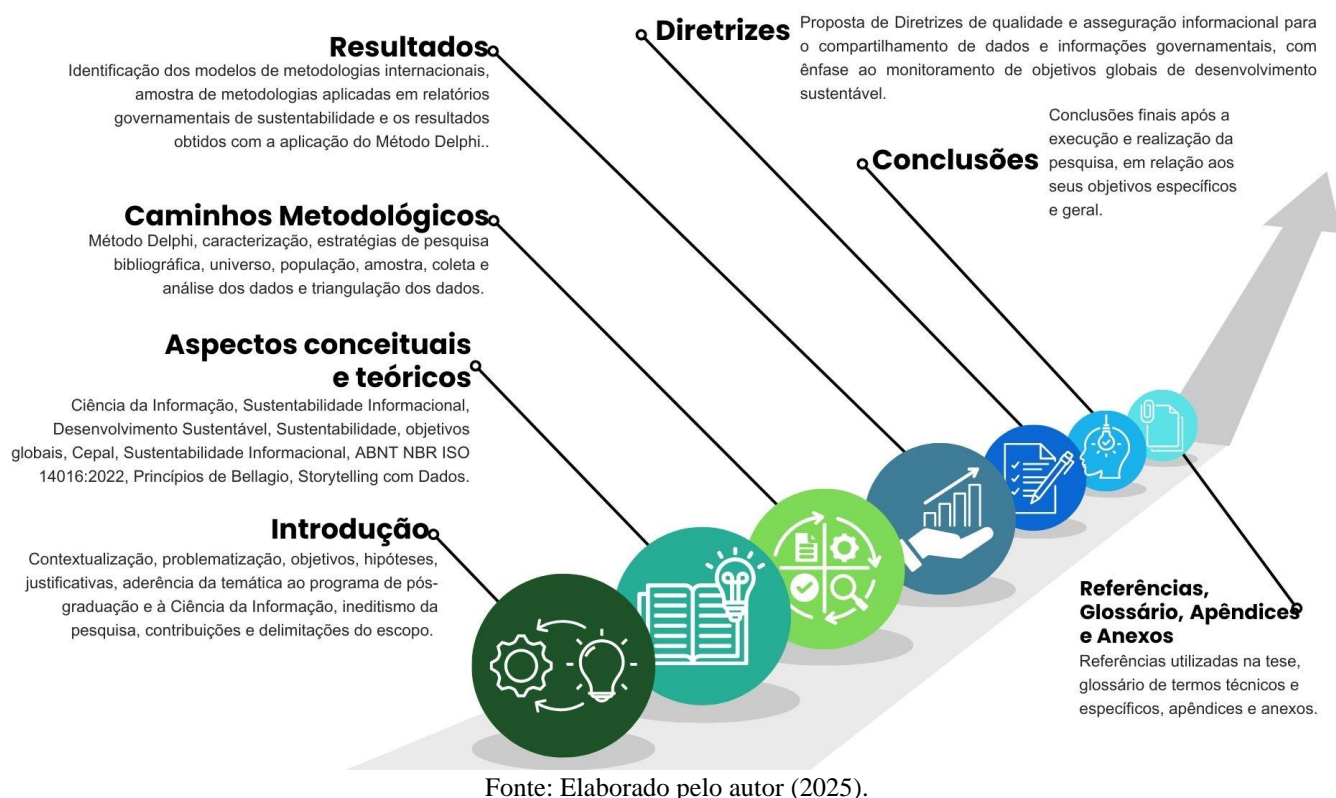 Resultados
Identificação dos modelos de metodologias internacionais,
amostra de metodologias aplicadas em relatórios
governamentais de sustentabilidade e os resultados
obtidos com a aplicação do Método Delphi..
Diretrizes
Proposta de Diretrizes de qualidade e asseguração informacional para
o compartilhamento de dados e informações governamentais, com
ênfase ao monitoramento de objetivos globais de desenvolvimento
sustentável.
Conclusões
Conclusões finais após a
execução e realização da
pesquisa, em relação aos
seus objetivos específicos
e geral.
Caminhos Metodológicos
Método Delphi, caracterização, estratégias de pesquisa
bibliográfica, universo, população, amostra, coleta e
análise dos dados e triangulação dos dados.
Aspectos conceituais
e teóricos
Ciência da Informação, Sustentabilidade Informacional,
Desenvolvimento Sustentável, Sustentabilidade, objetivos
globais, Cepal, Sustentabilidade Informacional, ABNT NBR ISO
14016:2022, Princípios de Bellagio, Storytelling com Dados.
Introdução
Contextualização, problematização, objetivos, hipóteses,
justificativas, aderência da temática ao programa de pós-
graduação e à Ciência da Informação, ineditismo da
pesquisa, contribuições e delimitações do escopo.
Referências,
Glossário, Apêndices
e Anexos
Referências utilizadas na tese,
glossário de termos técnicos e
específicos, apêndices e anexos.
Fonte: Elaborado pelo autor (2025).